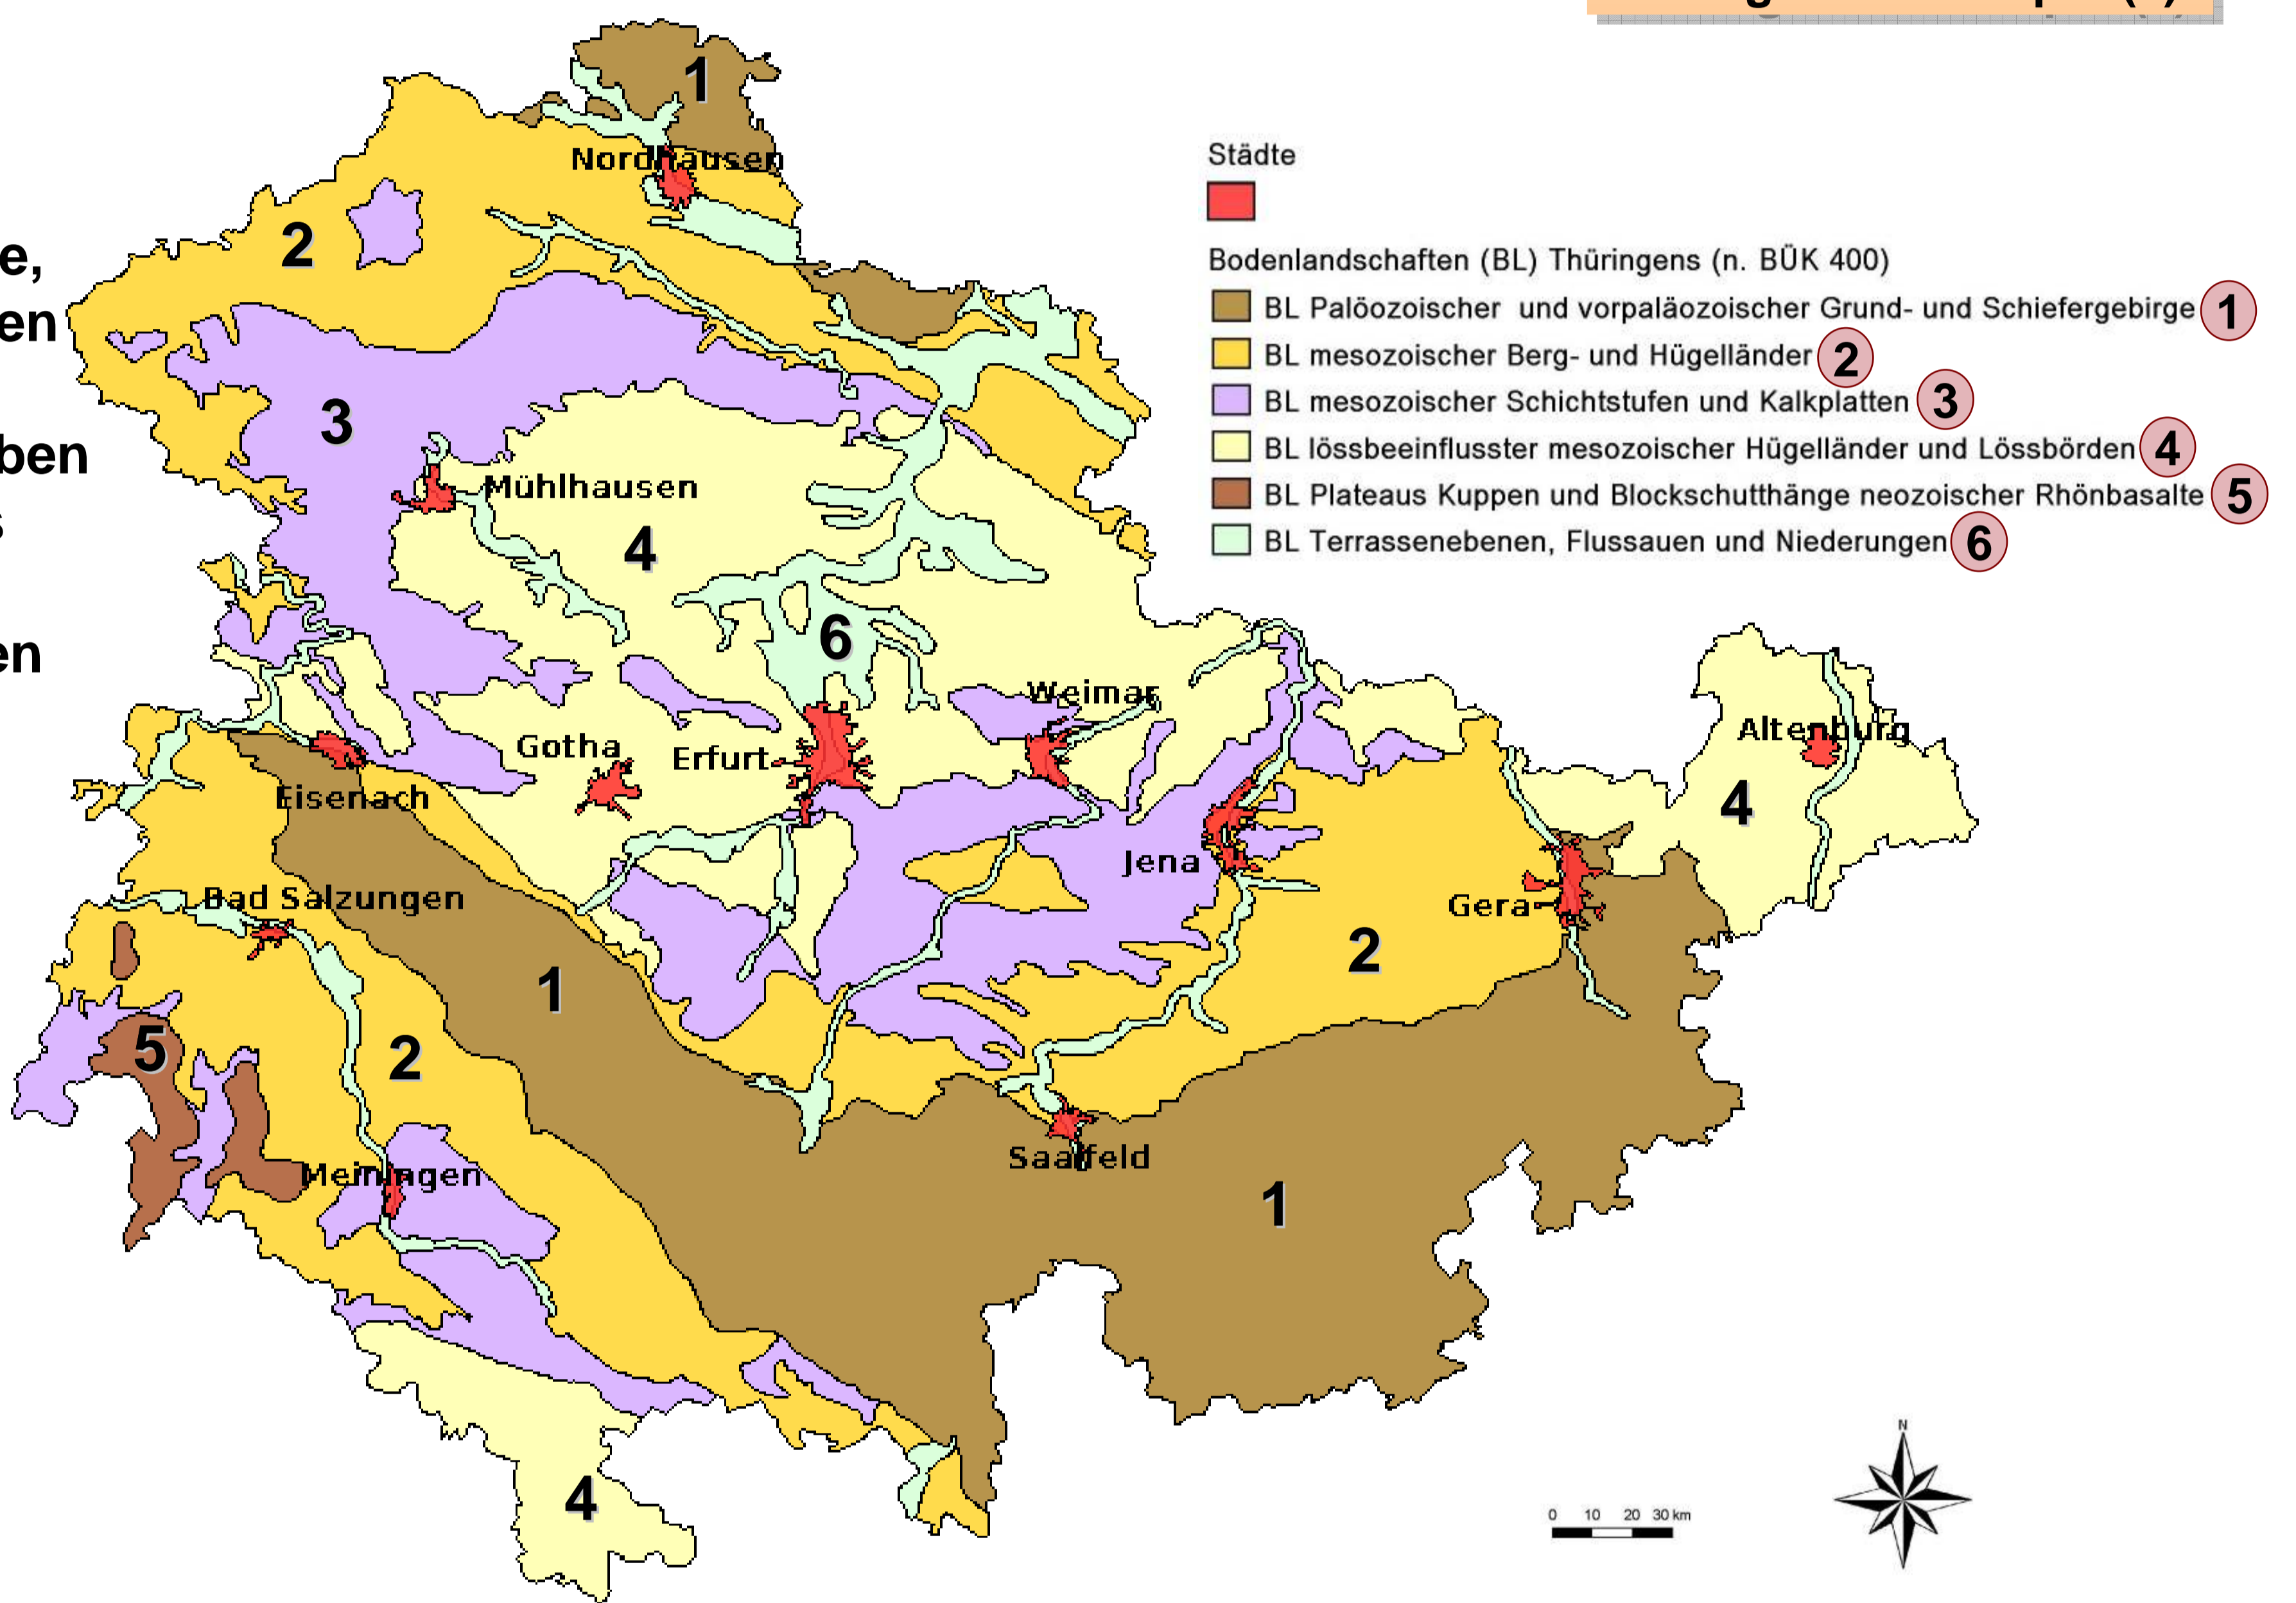 1
Nordhausen
Städte
2
e,
Bodenlandschaften (BL) Thüringens (n. BÜK 400)
en
BL Palöozoischer und vorpaläozoischer Grund- und Schiefergebirge 1
BL mesozoischer Berg- und Hügelländer 2
BL mesozoischer Schichtstufen und Kalkplatten 3
3
BL lössbeeinflusster mesozoischer Hügelländer und Lössbörden 4
ben
Mühlhausen
BL Plateaus Kuppen und Blockschutthänge neozoischer Rhönbasalte 5
s
4
BL Terrassenebenen, Flussauen und Niederungen 6
6
en
Weimar
Altenburg
Gotha
Erfurt
Eisenach
4
Jena
Bad Salzungen
Gera
2
1
5
2
Saalfeld
Meiningen
1
4
N
0 10 20 30 km